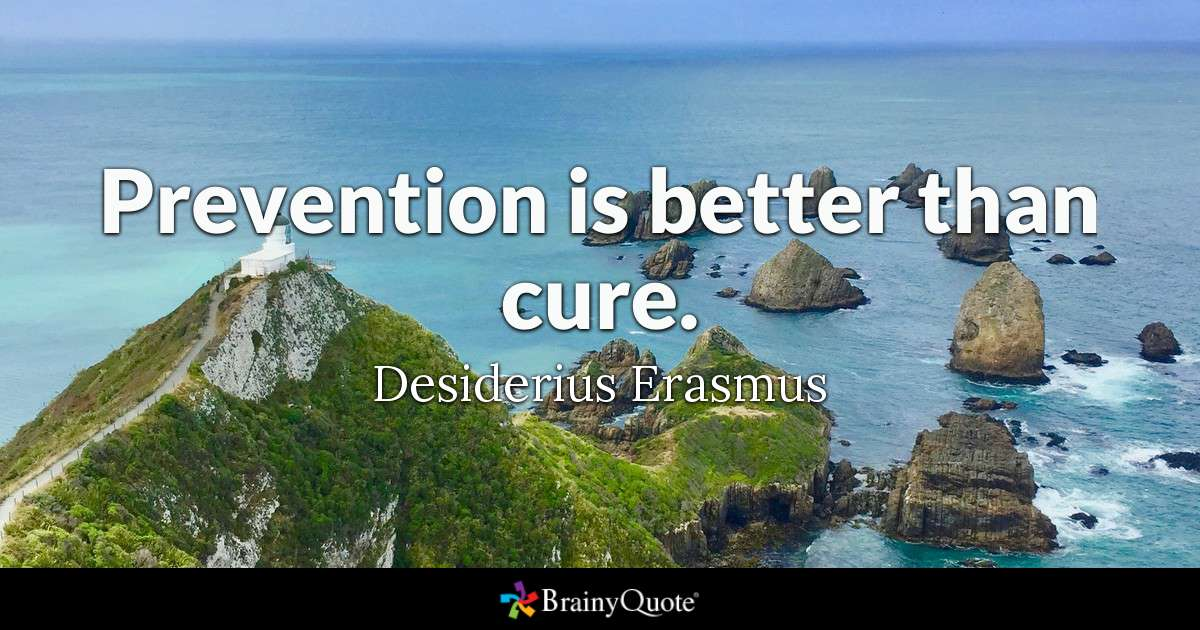 Prevention is better than
cure.
Desiderius Erasmus
BrainyQuote®